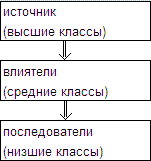 источник
(высшие классы)
влиятели
(средние классы)
последователи
(низшие классы)